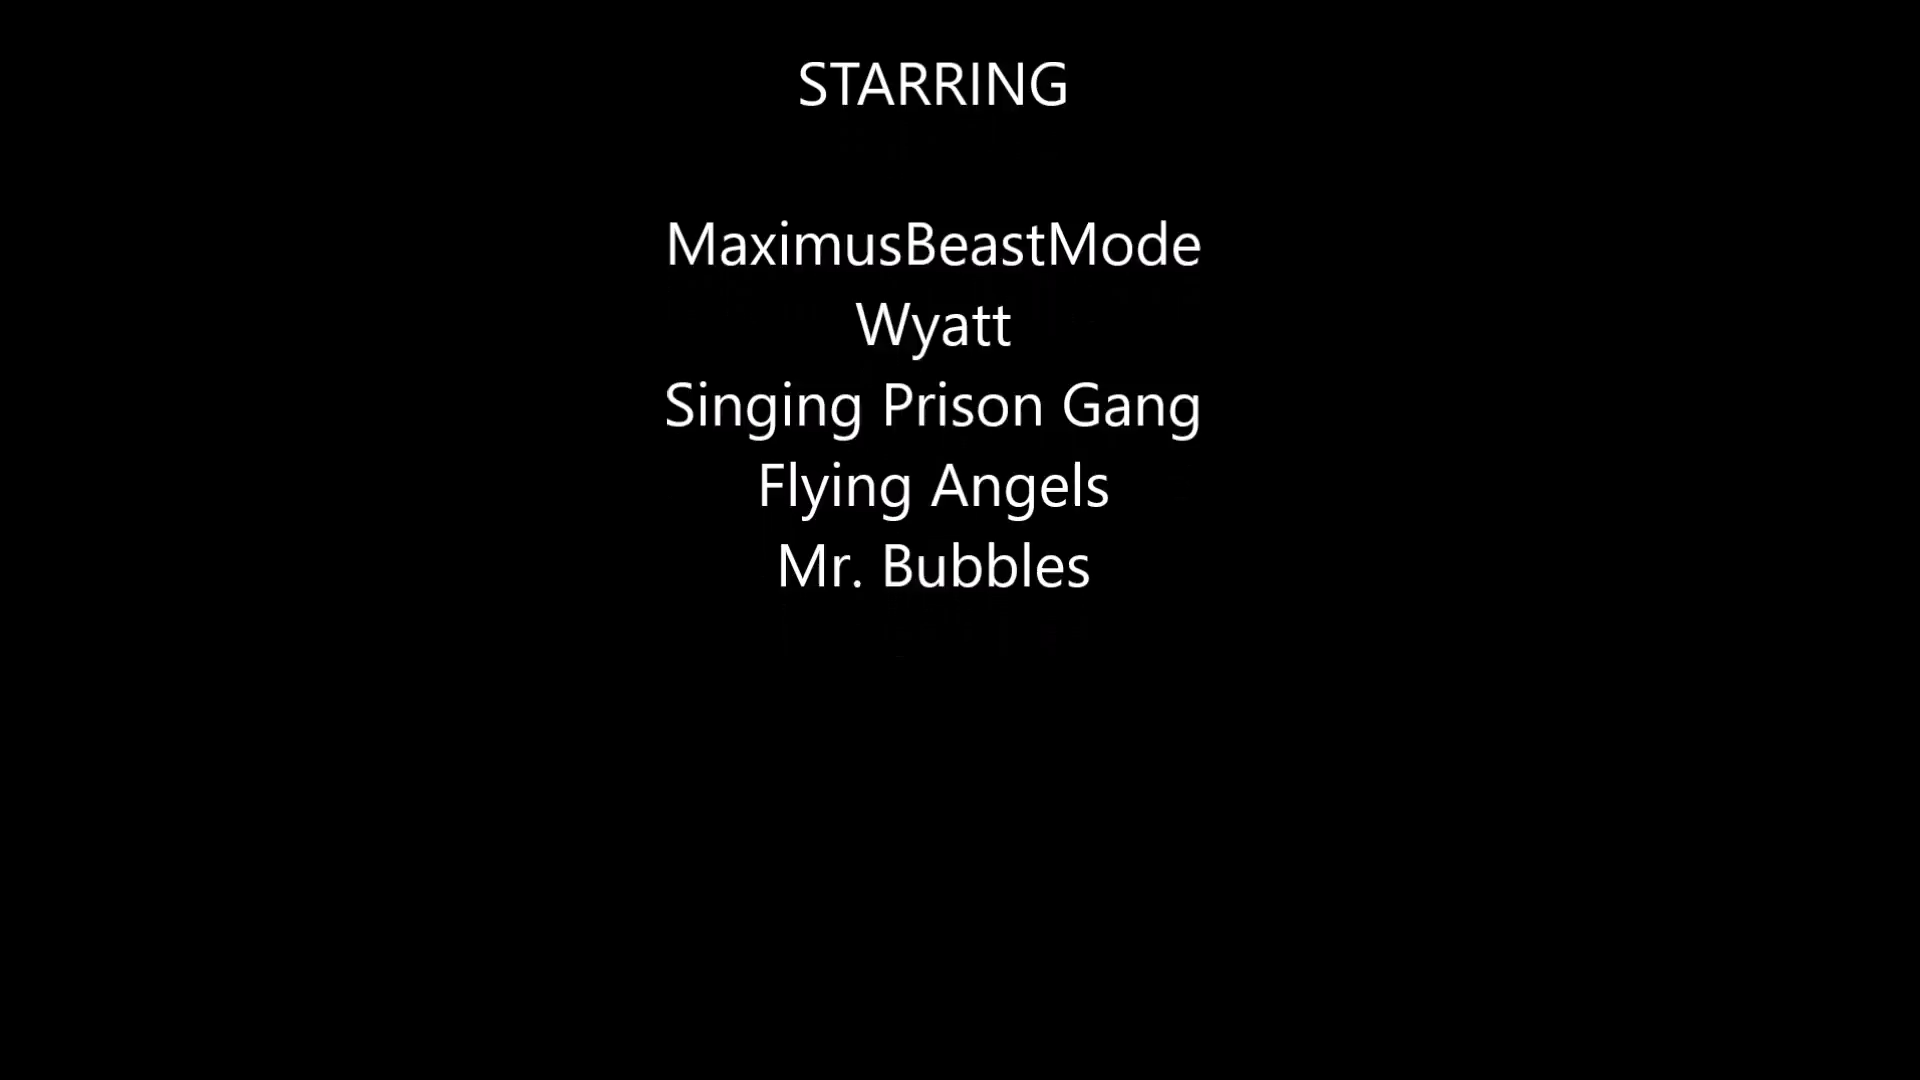 STARRING
MaximusBeastMode
Wyatt
Singing Prison Gang
Flying Angels
Mr. Bubbles